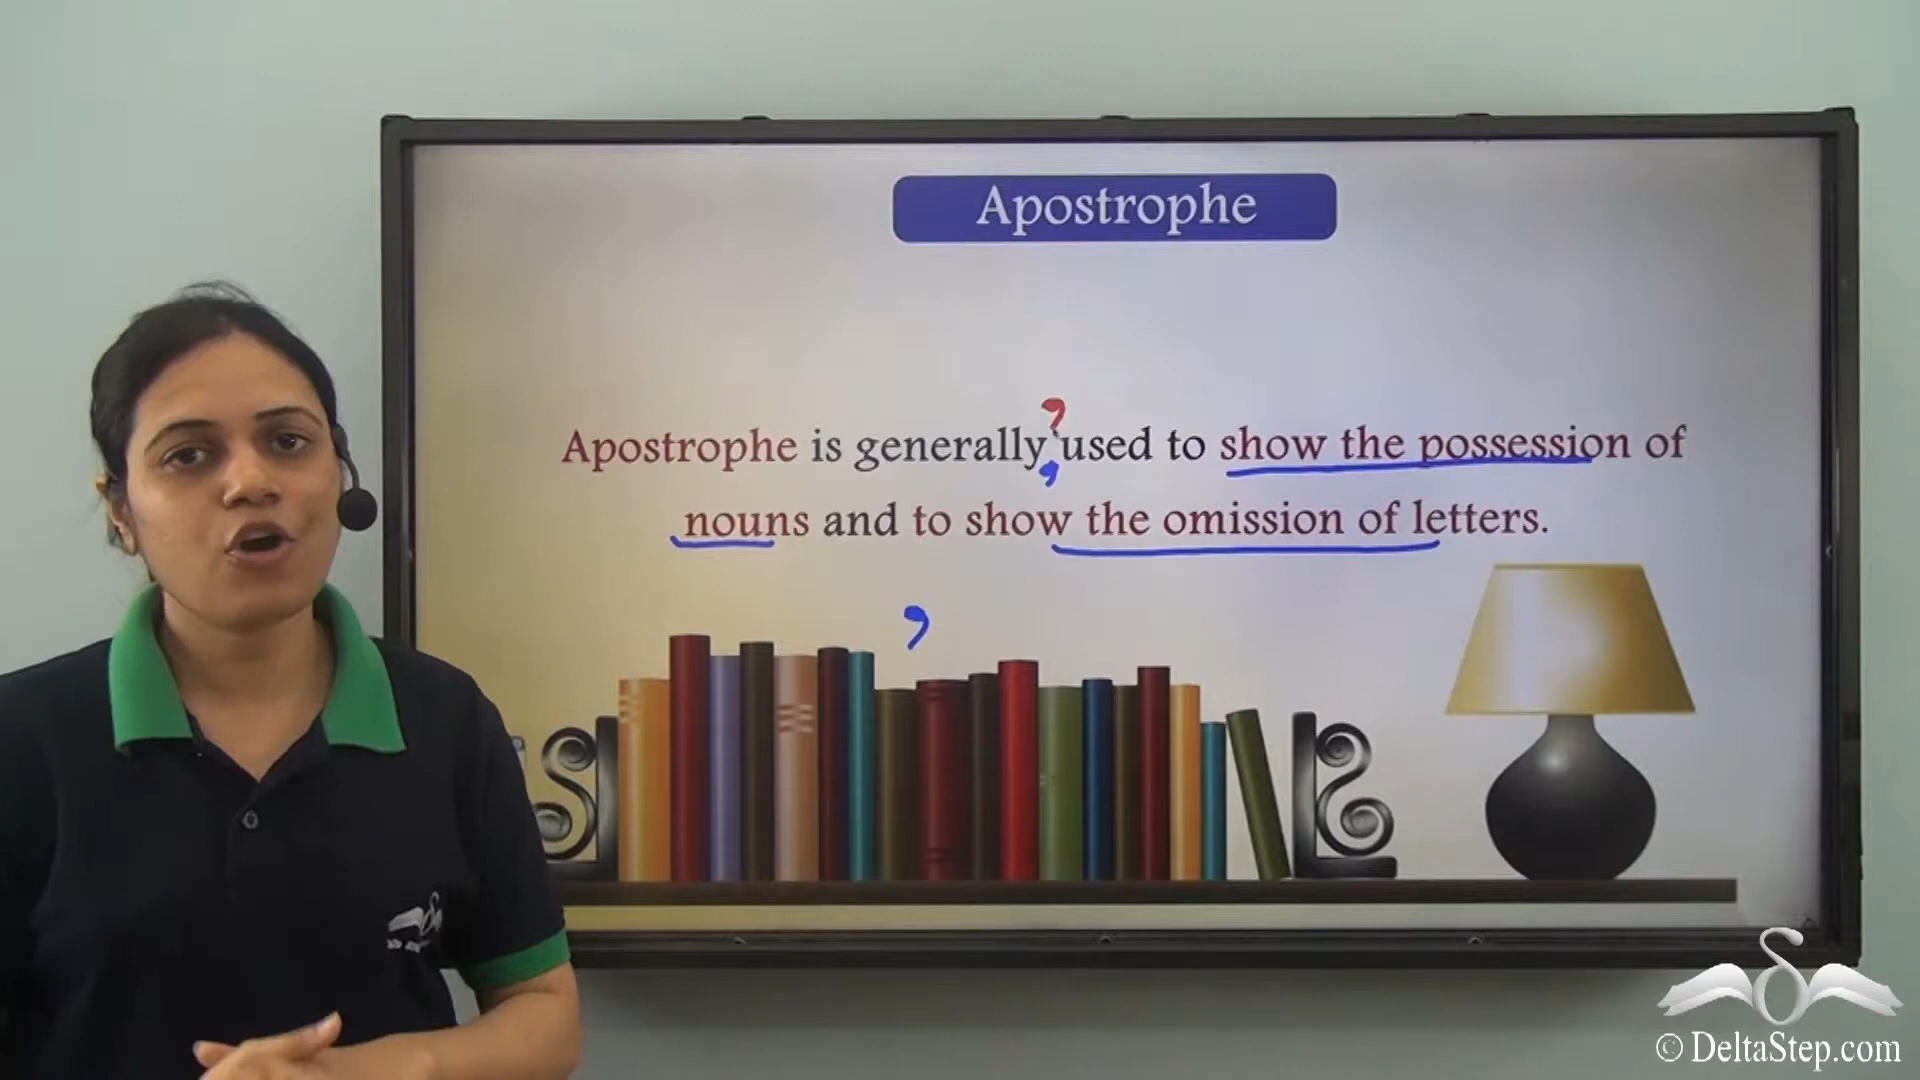 Apostrophe
Apostrophe is generally used to show the possession of
nouns and to show the omission of letters.
© DeltaStep.com